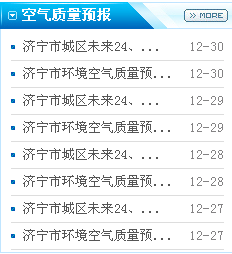 空气质量预报 MORE
济宁市城区未来24、... 12-30
济宁市环境空气质量预... 12-30
济宁市城区未来24、... 12-29
济宁市环境空气质量预... 12-29
济宁市城区未来24、... 12-28
济宁市环境空气质量预... 12-28
济宁市城区未来24、... 12-27
济宁市环境空气质量预... 12-27